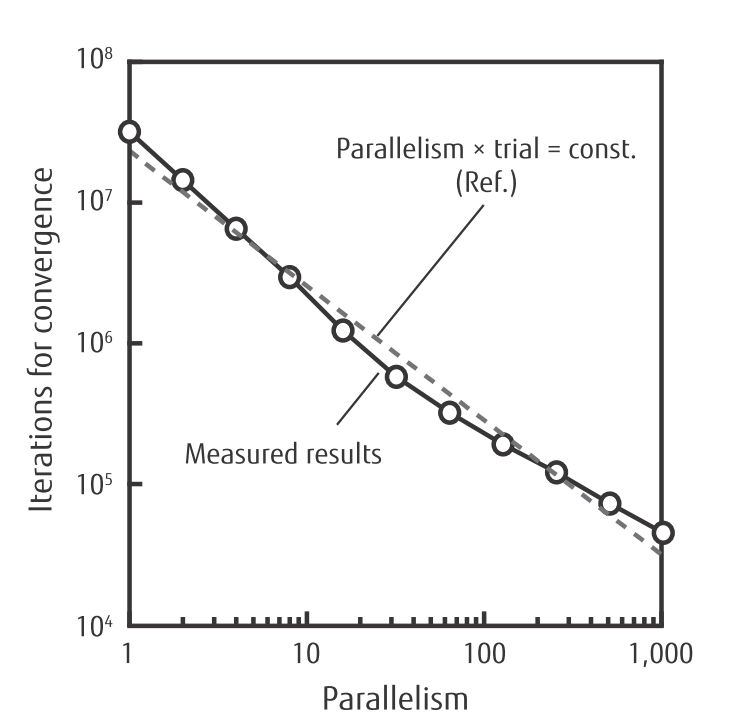 10⁸
10⁷
10⁶
10⁵
10⁴
Iterations for convergence
Parallelism × trial = const.
(Ref.)
Measured results
1
10
100
1,000
Parallelism